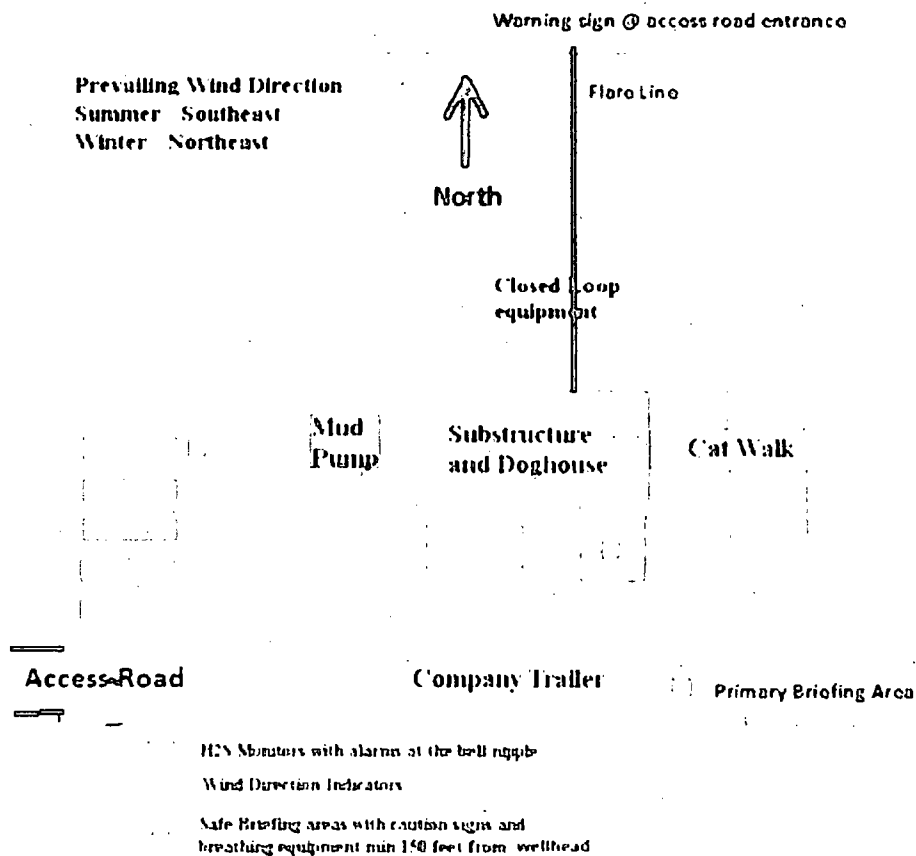 Warning sign @ access road entrance
Prevailing Wind Direction
Summer Southeast
Winter Northeast
Flare Line
North
Closed Loop
equipment
Mud
Pump
Substructure
and Doghouse
Cat Walk
Access Road
Company Trailer
Primary Briefing Area
H2S Monitors with alarms at the bell nipple
Wind Direction Indicators
Safe Briefing areas with caution signs and
breathing equipment min 150 feet from wellhead